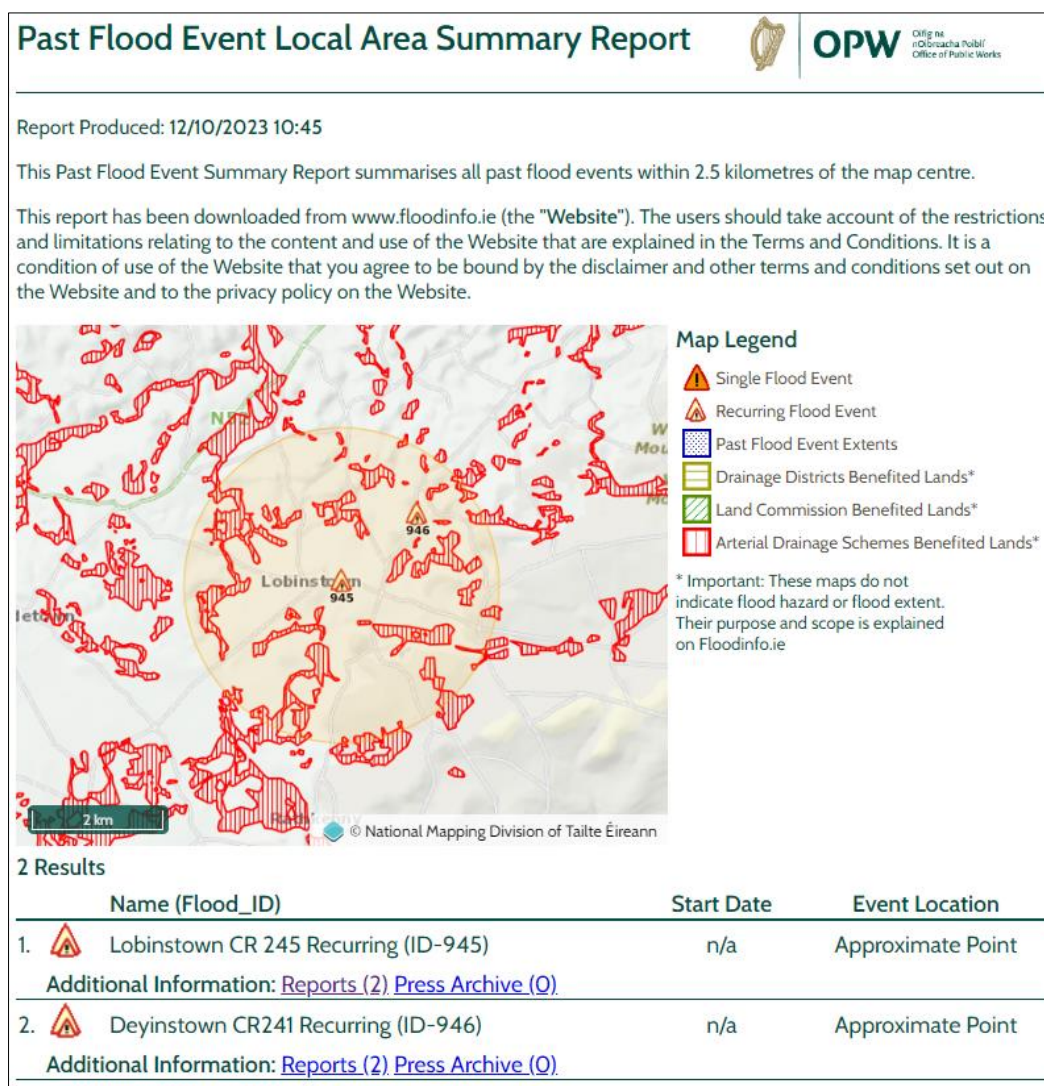 Past Flood Event Local Area Summary Report
OPW
Oifig na
nOibreacha Poiblí
Office of Public Works
Report Produced: 12/10/2023 10:45
This Past Flood Event Summary Report summarises all past flood events within 2.5 kilometres of the map centre.
This report has been downloaded from www.floodinfo.ie (the "Website"). The users should take account of the restrictions
and limitations relating to the content and use of the Website that are explained in the Terms and Conditions. It is a
condition of use of the Website that you agree to be bound by the disclaimer and other terms and conditions set out on
the Website and to the privacy policy on the Website.
N52
946
Lobinstown
945
2 km
© National Mapping Division of Tailte Éireann
Map Legend
Single Flood Event
Recurring Flood Event
Past Flood Event Extents
Drainage Districts Benefited Lands*
Land Commission Benefited Lands*
Arterial Drainage Schemes Benefited Lands*
* Important: These maps do not
indicate flood hazard or flood extent.
Their purpose and scope is explained
on Floodinfo.ie
2 Results
Name (Flood_ID) Start Date Event Location
1. Lobinstown CR 245 Recurring (ID-945) n/a Approximate Point
Additional Information: Reports (2) Press Archive (0)
2. Deyinstown CR241 Recurring (ID-946) n/a Approximate Point
Additional Information: Reports (2) Press Archive (0)